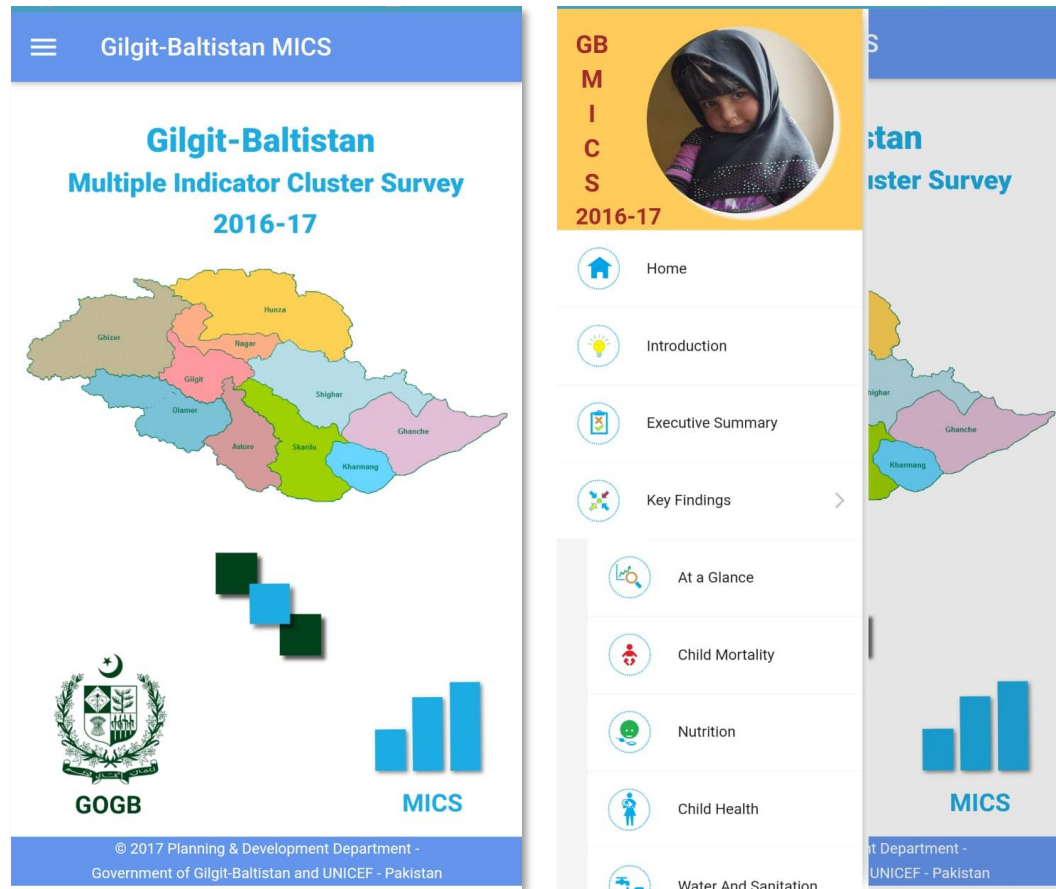 Gilgit-Baltistan MICS
Gilgit-Baltistan
Multiple Indicator Cluster Survey
2016-17
Hunza
Ghizer
Nagar
Gilgit
Shighar
Diamer
Ghanche
Astore
Skardu
Kharmang
GOGB
MICS
© 2017 Planning & Development Department -
Government of Gilgit-Baltistan and UNICEF - Pakistan
GB
M
I
C
S
2016-17
Home
Introduction
Executive Summary
Key Findings
At a Glance
Child Mortality
Nutrition
Child Health
Water And Sanitation
S
stan
uster Survey
highar
Ghanche
Kharmang
MICS
nt Department -
UNICEF - Pakistan